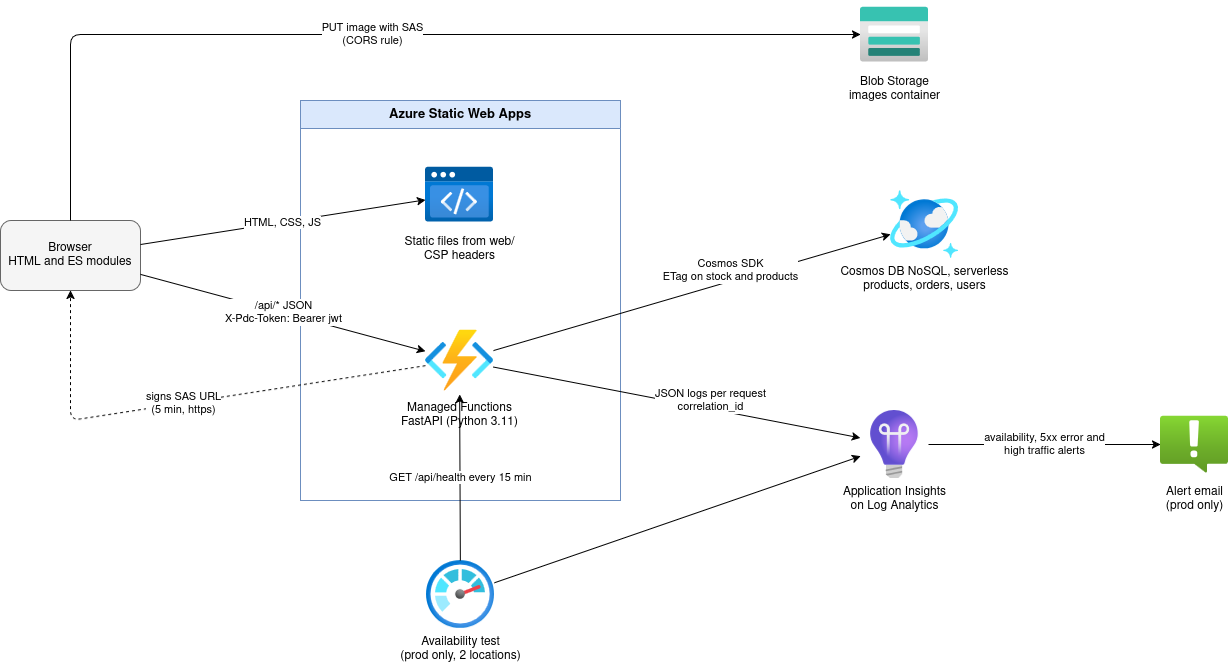 PUT image with SAS
(CORS rule)
Blob Storage
images container
Azure Static Web Apps
HTML, CSS, JS
Static files from web/
CSP headers
Browser
HTML and ES modules
Cosmos SDK
ETag on stock and products
Cosmos DB NoSQL, serverless
products, orders, users
/api/* JSON
X-Pdc-Token: Bearer jwt
signs SAS URL
(5 min, https)
Managed Functions
FastAPI (Python 3.11)
JSON logs per request
correlation_id
availability, 5xx error and
high traffic alerts
GET /api/health every 15 min
Application Insights
on Log Analytics
Alert email
(prod only)
Availability test
(prod only, 2 locations)